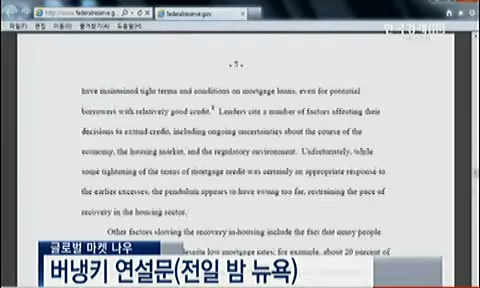 http://www.federalreserve.g...
federalreserve.gov
- 7 -
have maintained tight terms and conditions on mortgage loans, even for potential
borrowers with relatively good credit.8 Lenders cite a number of factors affecting their
decisions to extend credit, including ongoing uncertainties about the course of the
economy, the housing market, and the regulatory environment. Unfortunately, while
some tightening of the terms of mortgage credit was certainly an appropriate response to
the earlier excesses, the pendulum appears to have swung too far, restraining the pace of
recovery in the housing sector.
Other factors slowing the recovery in housing include the fact that many people
despite low mortgage rates; for example, about 20 percent of
글로벌 마켓 나우
버냉키 연설문(전일 밤 뉴욕)